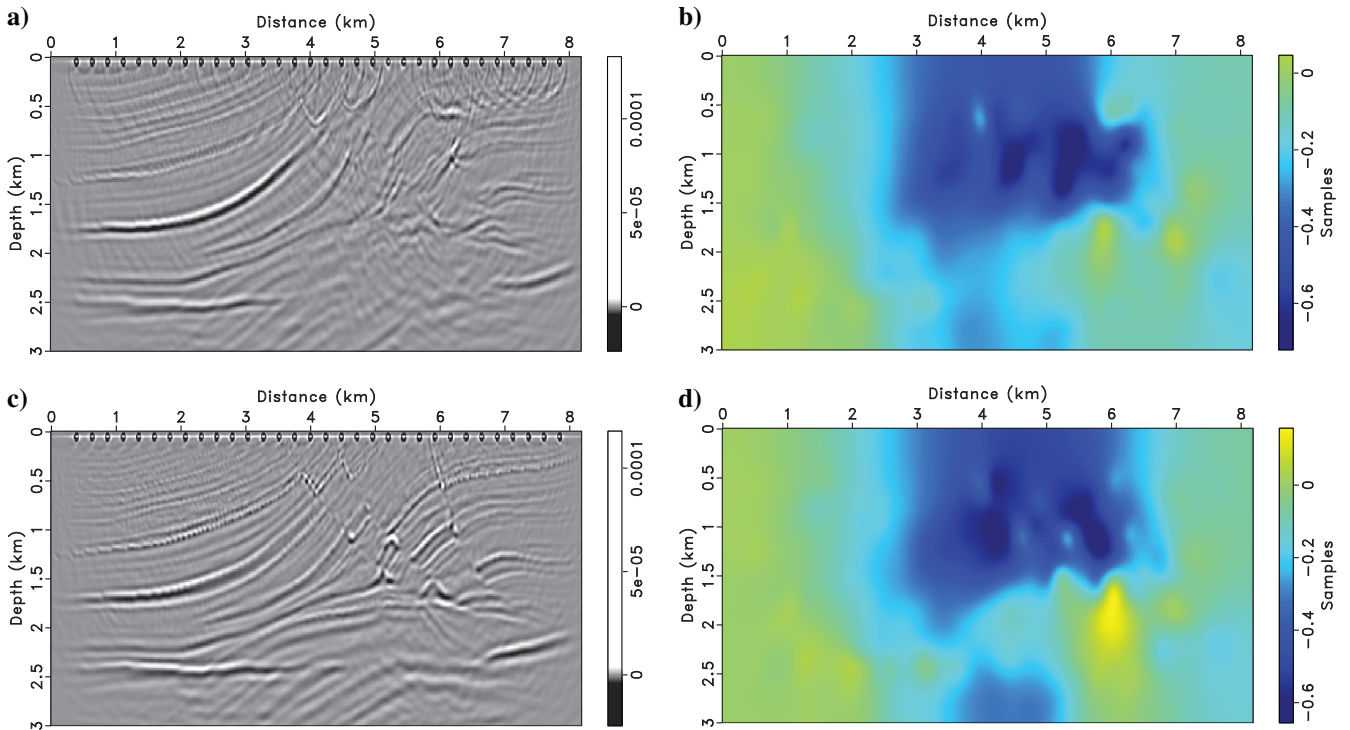 a)
Distance (km)
0 1 2 3 4 5 6 7 8
Depth (km)
0 0.5 1 1.5 2 2.5 3
0.0001 5e−05 0
b)
Distance (km)
0 1 2 3 4 5 6 7 8
Depth (km)
0 0.5 1 1.5 2 2.5 3
0 −0.2 −0.4 −0.6
Samples
c)
Distance (km)
0 1 2 3 4 5 6 7 8
Depth (km)
0 0.5 1 1.5 2 2.5 3
0.0001 5e−05 0
d)
Distance (km)
0 1 2 3 4 5 6 7 8
Depth (km)
0 0.5 1 1.5 2 2.5 3
0 −0.2 −0.4 −0.6
Samples